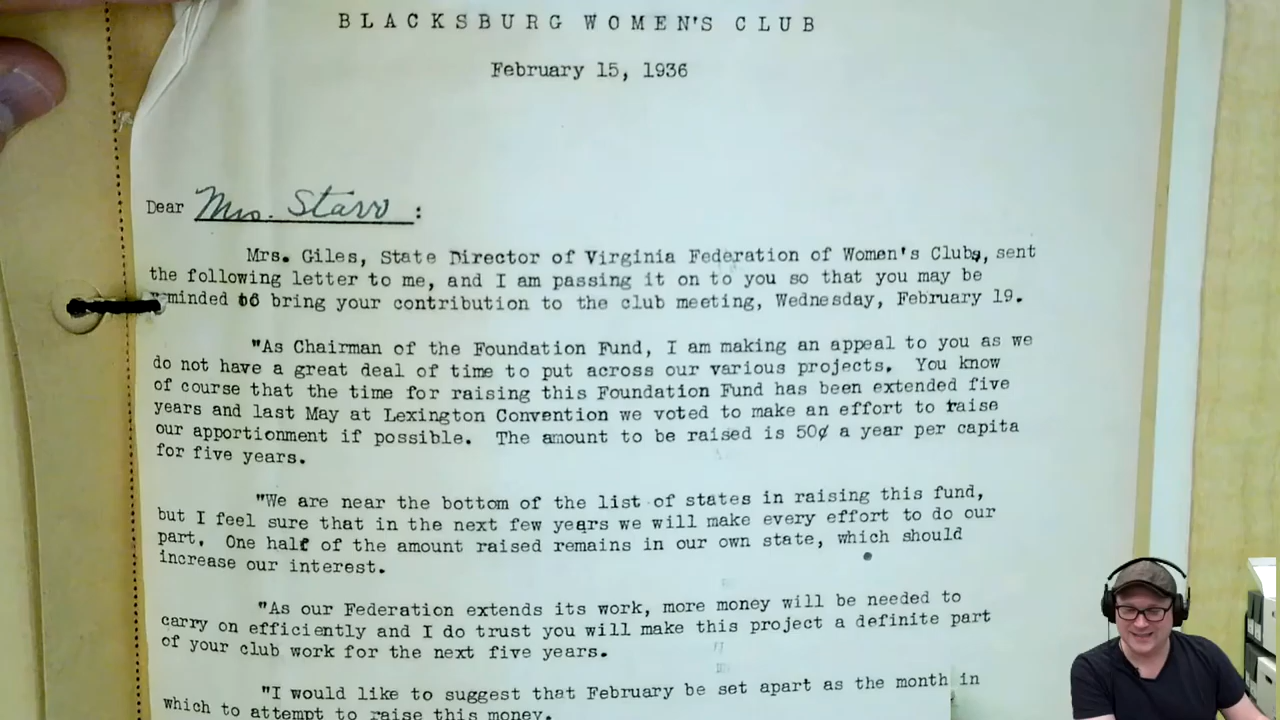 BLACKSBURG WOMEN'S CLUB
February 15, 1936
Dear Mrs. Starr :
Mrs. Giles, State Director of Virginia Federation of Women's Clubs, sent
the following letter to me, and I am passing it on to you so that you may be
reminded to bring your contribution to the club meeting, Wednesday, February 19.
"As Chairman of the Foundation Fund, I am making an appeal to you as we
do not have a great deal of time to put across our various projects. You know
of course that the time for raising this Foundation Fund has been extended five
years and last May at Lexington Convention we voted to make an effort to raise
our apportionment if possible. The amount to be raised is 50¢ a year per capita
for five years.
"We are near the bottom of the list of states in raising this fund,
but I feel sure that in the next few years we will make every effort to do our
part. One half of the amount raised remains in our own state, which should
increase our interest.
"As our Federation extends its work, more money will be needed to
carry on efficiently and I do trust you will make this project a definite part
of your club work for the next five years.
"I would like to suggest that February be set apart as the month in
which to attempt to raise this money.